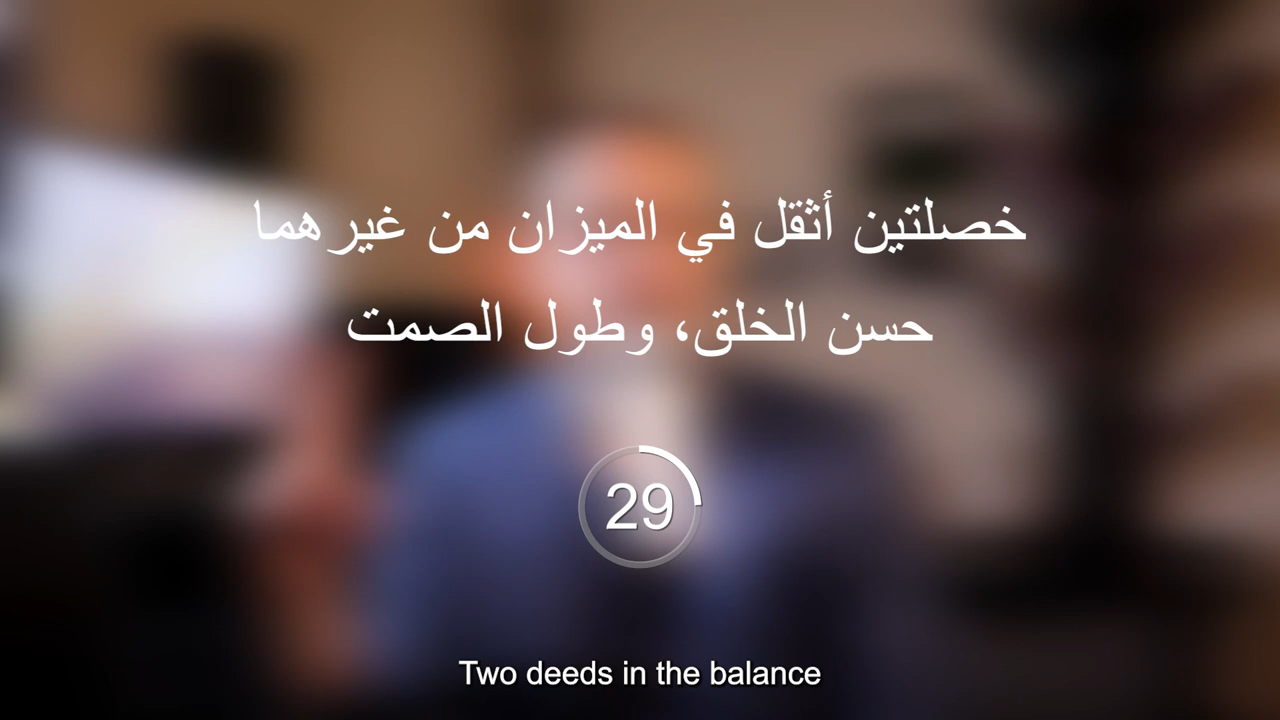 خصلتين أثقل في الميزان من غيرهما
حسن الخلق، وطول الصمت
29
Two deeds in the balance